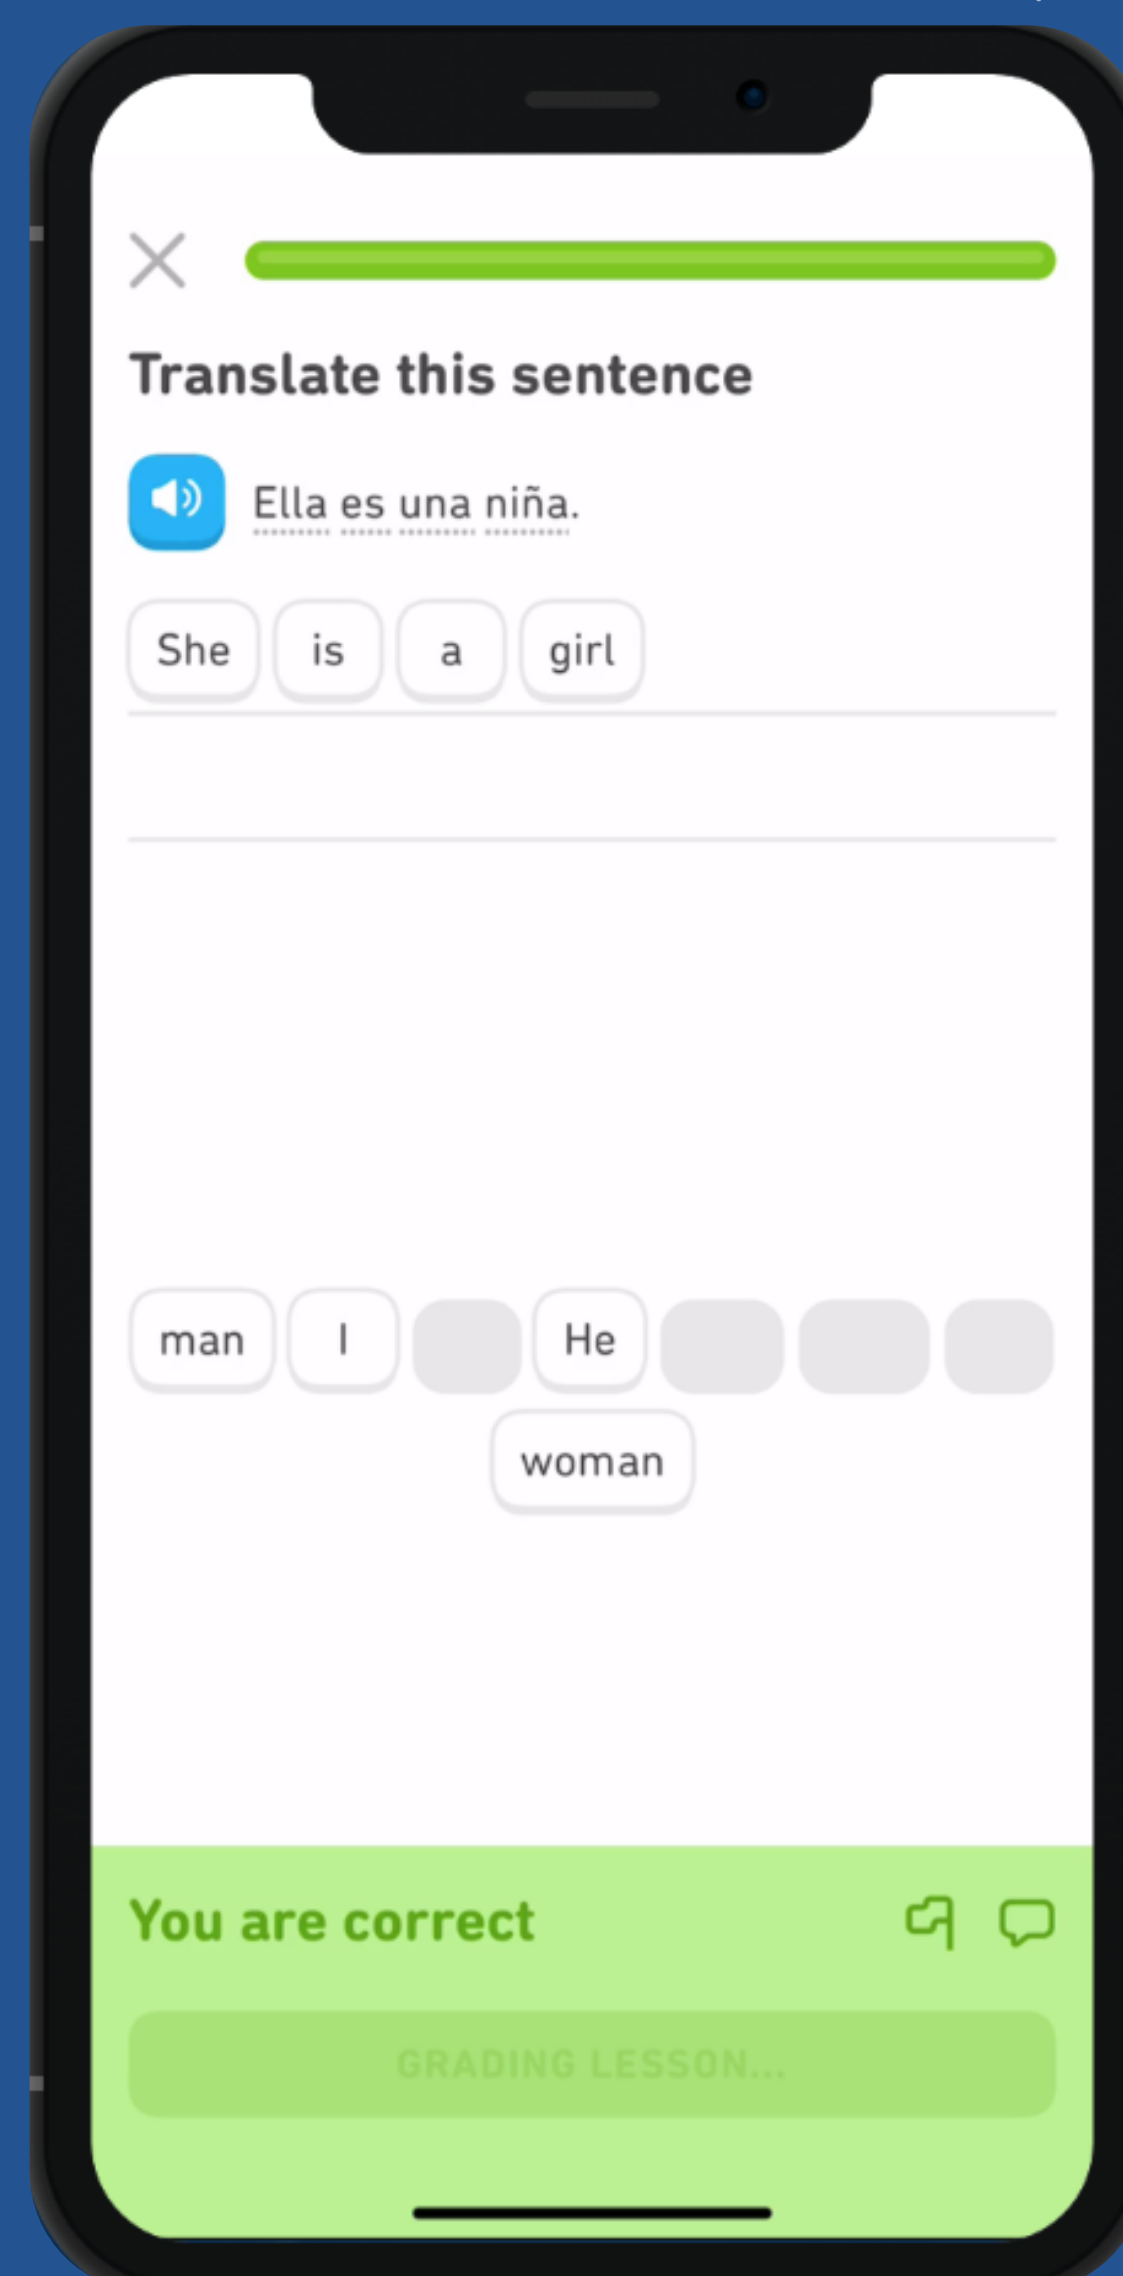 Translate this sentence
Ella es una niña.
She is a girl
man I He
woman
You are correct
GRADING LESSON...